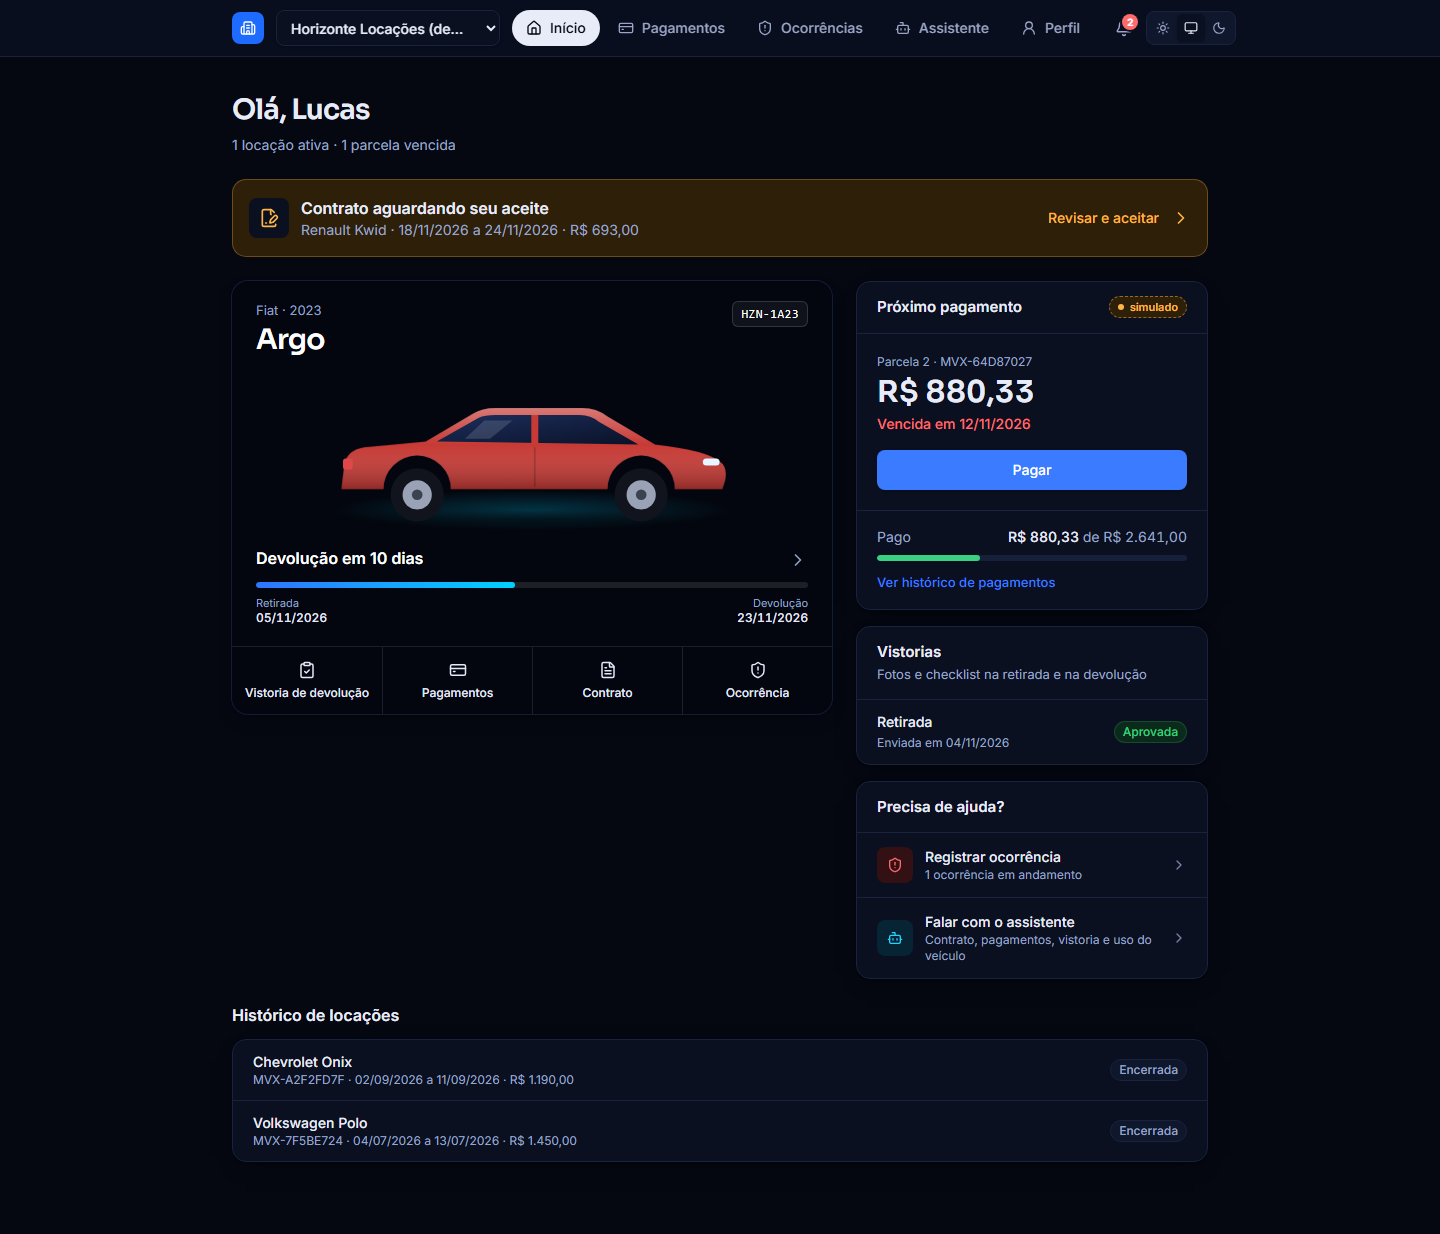 Horizonte Locações (de...
Início
Pagamentos
Ocorrências
Assistente
Perfil
2
Olá, Lucas
1 locação ativa · 1 parcela vencida
Contrato aguardando seu aceite
Renault Kwid · 18/11/2026 a 24/11/2026 · R$ 693,00
Revisar e aceitar
Fiat · 2023
Argo
HZN-1A23
Devolução em 10 dias
Retirada
05/11/2026
Devolução
23/11/2026
Vistoria de devolução
Pagamentos
Contrato
Ocorrência
Próximo pagamento
simulado
Parcela 2 · MVX-64D87027
R$ 880,33
Vencida em 12/11/2026
Pagar
Pago
R$ 880,33 de R$ 2.641,00
Ver histórico de pagamentos
Vistorias
Fotos e checklist na retirada e na devolução
Retirada
Enviada em 04/11/2026
Aprovada
Precisa de ajuda?
Registrar ocorrência
1 ocorrência em andamento
Falar com o assistente
Contrato, pagamentos, vistoria e uso do
veículo
Histórico de locações
Chevrolet Onix
MVX-A2F2FD7F · 02/09/2026 a 11/09/2026 · R$ 1.190,00
Encerrada
Volkswagen Polo
MVX-7F5BE724 · 04/07/2026 a 13/07/2026 · R$ 1.450,00
Encerrada